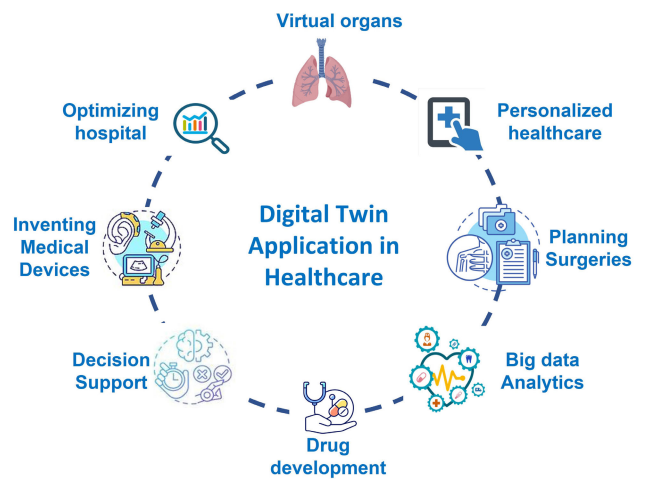 Virtual organs
Optimizing
hospital
Personalized
healthcare
Digital Twin
Application in
Healthcare
Inventing
Medical
Devices
Planning
Surgeries
Decision
Support
Big data
Analytics
Drug
development